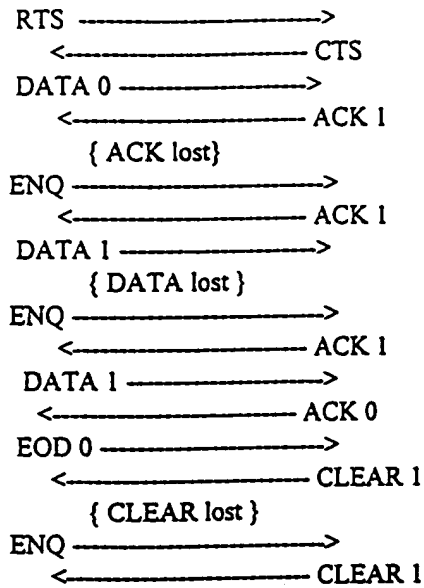 RTS
CTS
DATA 0
ACK 1
{ ACK lost}
ENQ
ACK 1
DATA 1
{ DATA lost }
ENQ
ACK 1
DATA 1
ACK 0
EOD 0
CLEAR 1
{ CLEAR lost }
ENQ
CLEAR 1